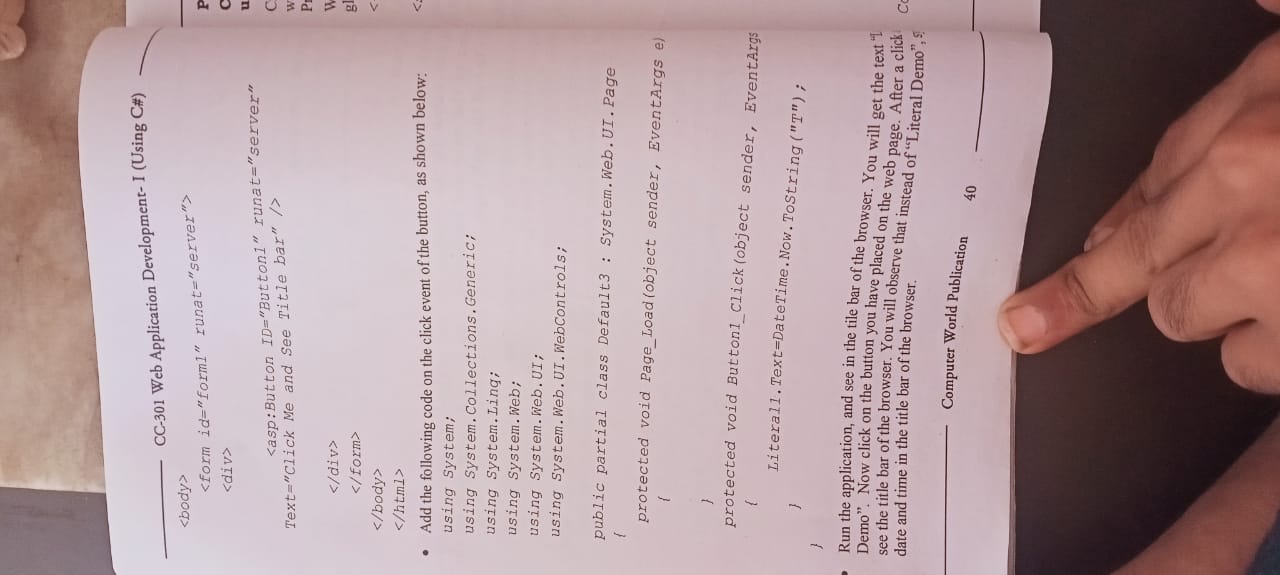 CC-301 Web Application Development- I (Using C#)
<body>
<form id="form1" runat="server">
<div>
<asp:Button ID="Button1" runat="server"
Text="Click Me and See Title bar" />
</div>
</form>
</body>
</html>
• Add the following code on the click event of the button, as shown below:
using System;
using System.Collections.Generic;
using System.Linq;
using System.Web;
using System.Web.UI;
using System.Web.UI.WebControls;
public partial class Default3 : System.Web.UI.Page
{
protected void Page_Load(object sender, EventArgs e)
{
}
protected void Button1_Click(object sender, EventArgs
{
Literal1.Text=DateTime.Now.ToString("T");
}
}
• Run the application, and see in the tile bar of the browser. You will get the text
Demo". Now click on the button you have placed on the web page. After a click
see the title bar of the browser. You will observe that instead of "Literal Demo",
date and time in the title bar of the browser.
Computer World Publication 40